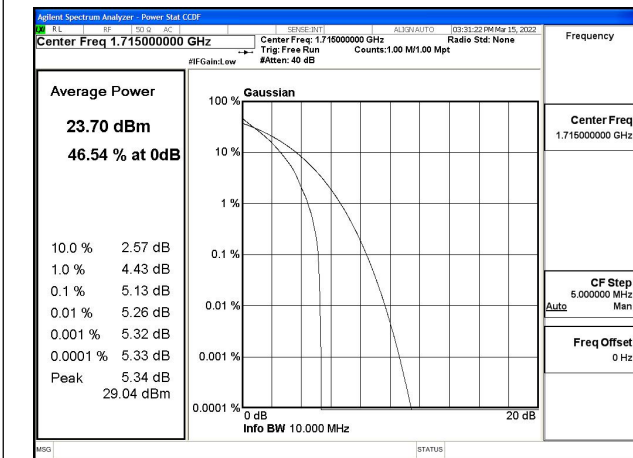 Agilent Spectrum Analyzer - Power Stat CCDF
RL RF 50 Ω AC SENSE:INT ALIGN AUTO 03:31:22 PM Mar 15, 2022
Center Freq 1.715000000 GHz
Center Freq: 1.715000000 GHz Radio Std: None
Trig: Free Run Counts:1.00 M/1.00 Mpt
#IFGain:Low #Atten: 40 dB
Frequency
Average Power
23.70 dBm
46.54 % at 0dB
10.0 % 2.57 dB
1.0 % 4.43 dB
0.1 % 5.13 dB
0.01 % 5.26 dB
0.001 % 5.32 dB
0.0001 % 5.33 dB
Peak 5.34 dB
29.04 dBm
Gaussian
100 %
10 %
1 %
0.1 %
0.01 %
0.001 %
0.0001 %
0 dB 20 dB
Info BW 10.000 MHz
Center Freq
1.715000000 GHz
CF Step
5.000000 MHz
Auto Man
Freq Offset
0 Hz
MSG STATUS